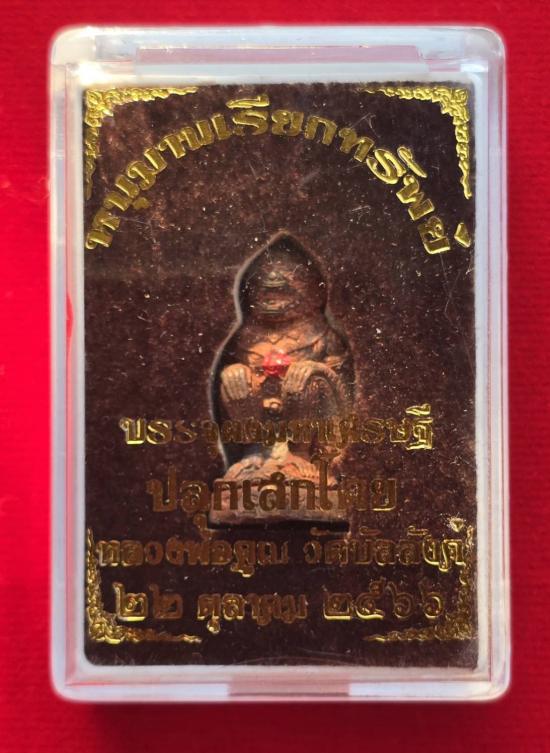 หนุมานเรียกทรัพย์
บรรจุผงมหาเศรษฐี
ปลุกเสกโดย
หลวงพ่อคูณ วัดบัลลังค์
๒๒ ตุลาคม ๒๕๖๖